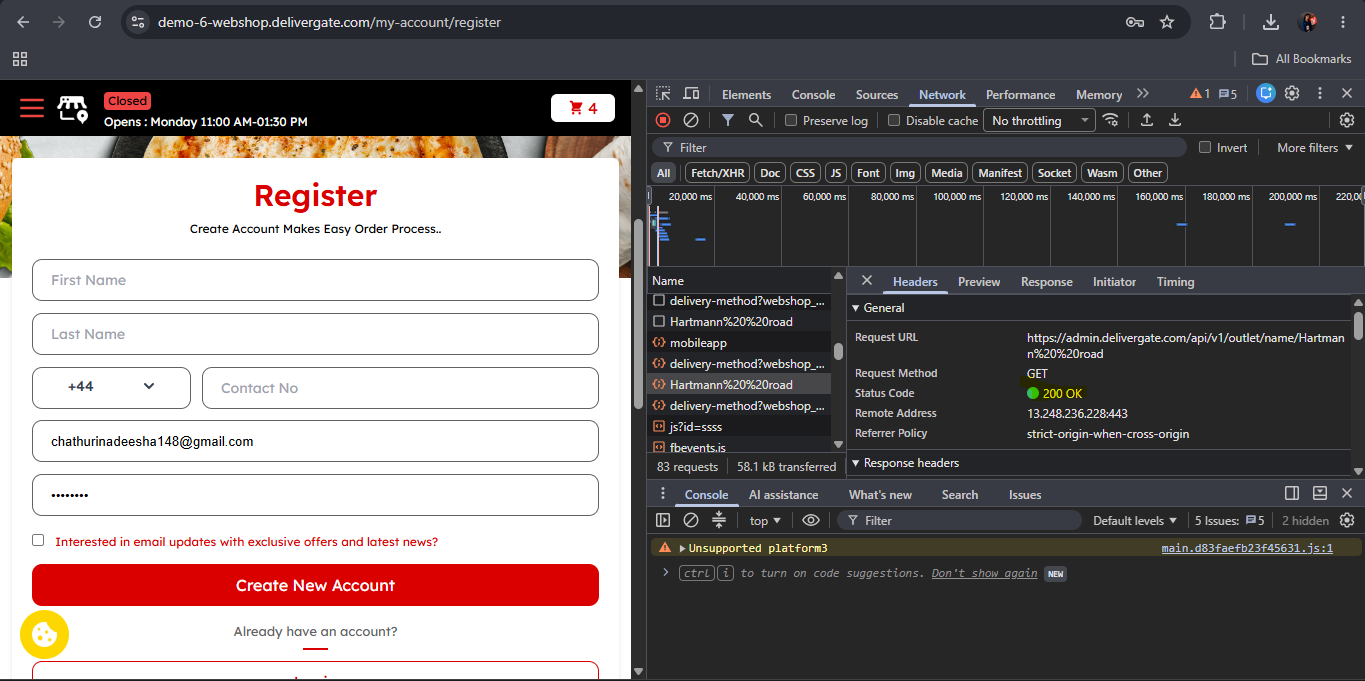 demo-6-webshop.delivergate.com/my-account/register
All Bookmarks
Closed
Opens : Monday 11:00 AM-01:30 PM
4
Register
Create Account Makes Easy Order Process..
First Name
Last Name
+44
Contact No
chathurinadeesha148@gmail.com
••••••••
Interested in email updates with exclusive offers and latest news?
Create New Account
Already have an account?
Elements Console Sources Network Performance Memory 1 5
Preserve log Disable cache No throttling
Filter Invert More filters
All Fetch/XHR Doc CSS JS Font Img Media Manifest Socket Wasm Other
20,000 ms 40,000 ms 60,000 ms 80,000 ms 100,000 ms 120,000 ms 140,000 ms 160,000 ms 180,000 ms 200,000 ms 220,0
Name
delivery-method?webshop_...
Hartmann%20%20road
mobileapp
delivery-method?webshop_...
Hartmann%20%20road
delivery-method?webshop_...
js?id=ssss
fbevents.js
83 requests 58.1 kB transferred
Headers Preview Response Initiator Timing
General
Request URL https://admin.delivergate.com/api/v1/outlet/name/Hartman
n%20%20road
Request Method GET
Status Code 200 OK
Remote Address 13.248.236.228:443
Referrer Policy strict-origin-when-cross-origin
Response headers
Console AI assistance What's new Search Issues
top Filter Default levels 5 Issues: 5 2 hidden
Unsupported platform3 main.d83faefb23f45631.js:1
ctrl i to turn on code suggestions. Don't show again NEW